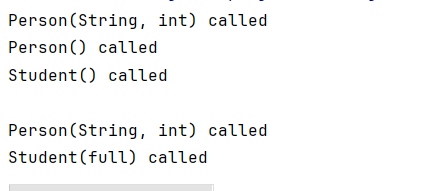 Person(String, int) called
Person() called
Student() called

Person(String, int) called
Student(full) called